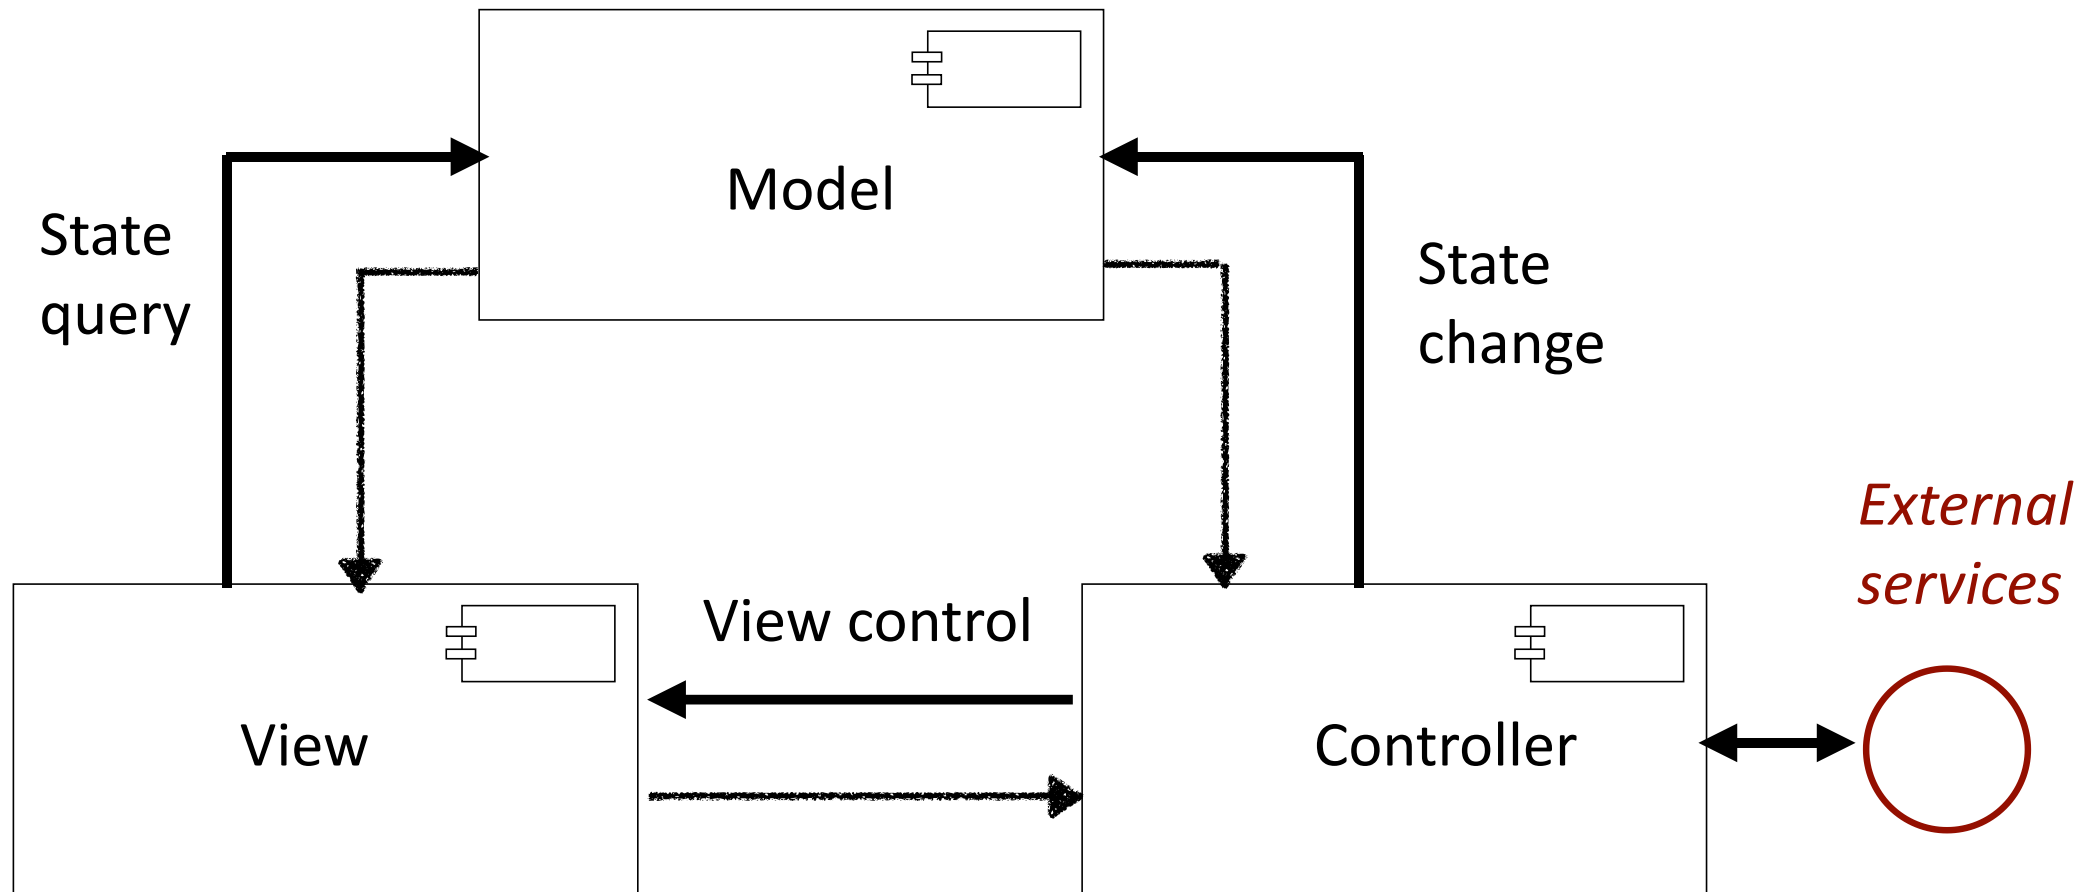 Model
State
query
State
change
External
services
View control
View
Controller